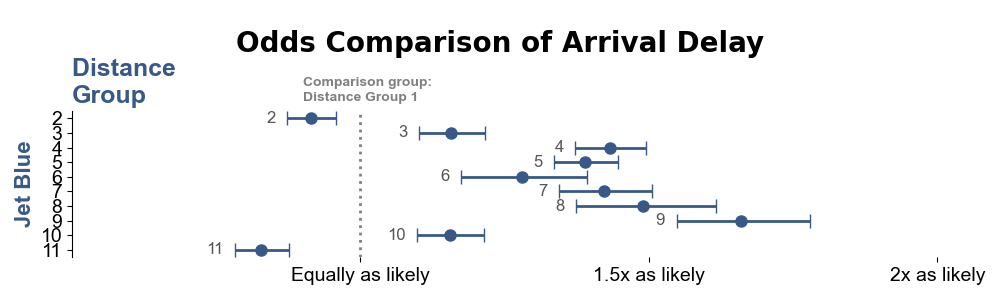 Odds Comparison of Arrival Delay
Distance
Group
Comparison group:
Distance Group 1
Jet Blue
2
3
4
5
6
7
8
9
10
11
2
3
4
5
6
7
8
9
10
11
Equally as likely
1.5x as likely
2x as likely